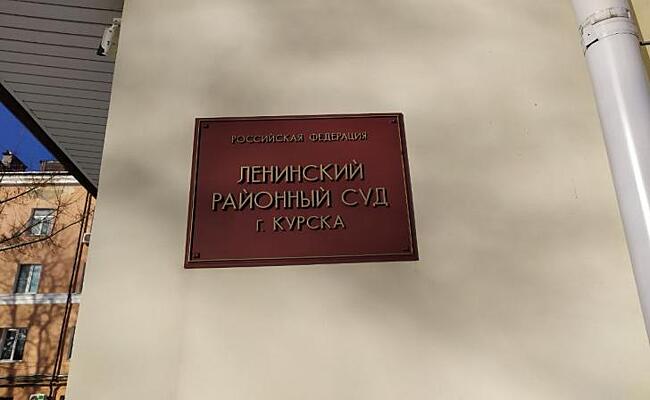 РОССИЙСКАЯ ФЕДЕРАЦИЯ
ЛЕНИНСКИЙ
РАЙОННЫЙ СУД
Г. КУРСКА